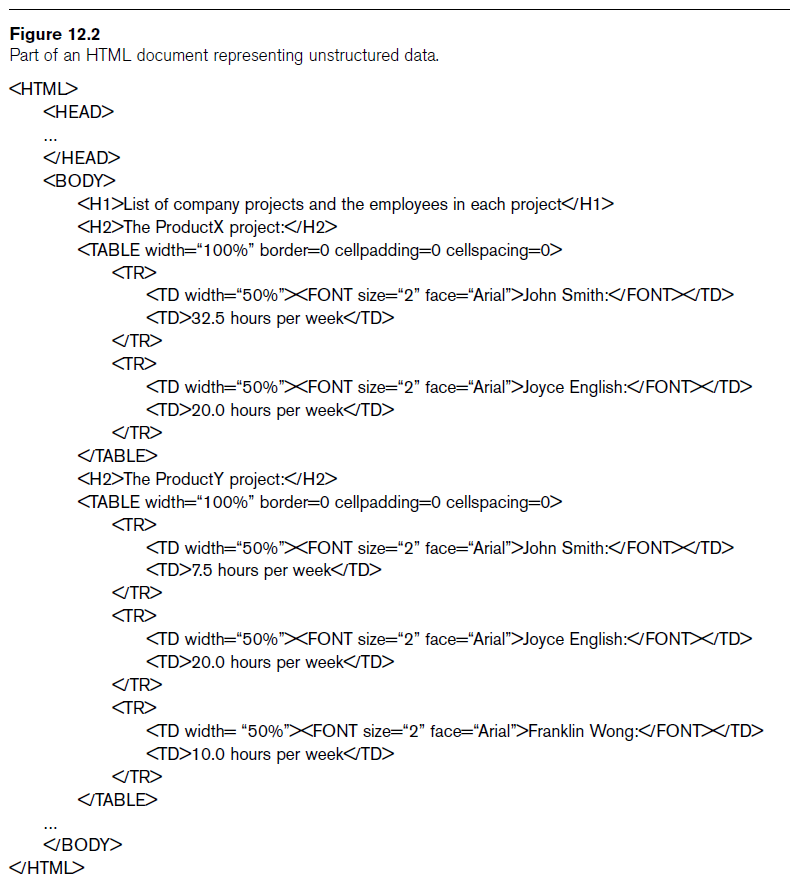 Figure 12.2
Part of an HTML document representing unstructured data.
<HTML>
<HEAD>
...
</HEAD>
<BODY>
<H1>List of company projects and the employees in each project</H1>
<H2>The ProductX project:</H2>
<TABLE width=“100%” border=0 cellpadding=0 cellspacing=0>
<TR>
<TD width=“50%”><FONT size=“2” face=“Arial”>John Smith:</FONT></TD>
<TD>32.5 hours per week</TD>
</TR>
<TR>
<TD width=“50%”><FONT size=“2” face=“Arial”>Joyce English:</FONT></TD>
<TD>20.0 hours per week</TD>
</TR>
</TABLE>
<H2>The ProductY project:</H2>
<TABLE width=“100%” border=0 cellpadding=0 cellspacing=0>
<TR>
<TD width=“50%”><FONT size=“2” face=“Arial”>John Smith:</FONT></TD>
<TD>7.5 hours per week</TD>
</TR>
<TR>
<TD width=“50%”><FONT size=“2” face=“Arial”>Joyce English:</FONT></TD>
<TD>20.0 hours per week</TD>
</TR>
<TR>
<TD width= “50%”><FONT size=“2” face=“Arial”>Franklin Wong:</FONT></TD>
<TD>10.0 hours per week</TD>
</TR>
</TABLE>
...
</BODY>
</HTML>